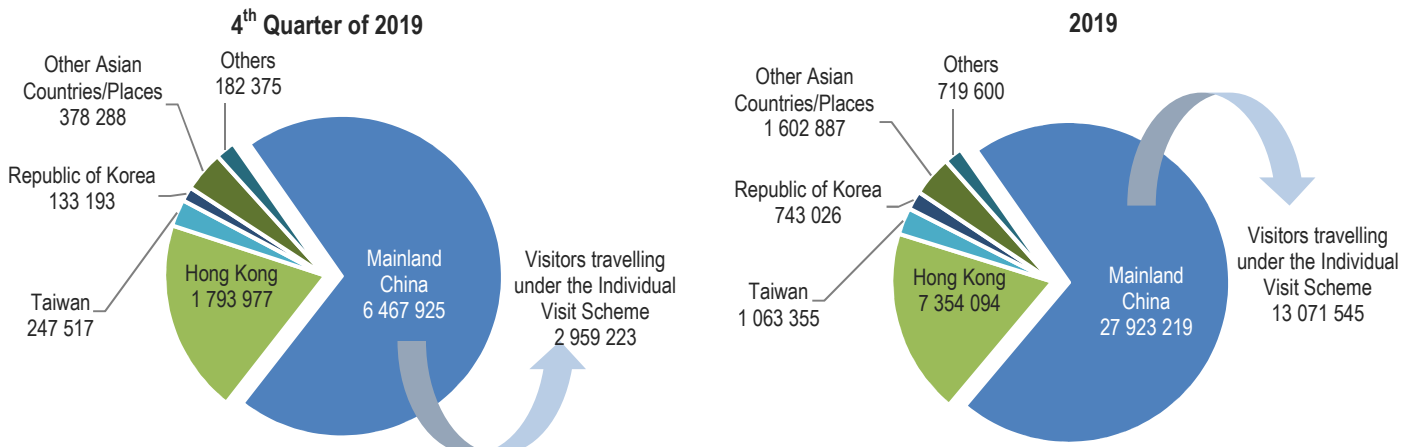 4th Quarter of 2019
Others
182 375
Other Asian
Countries/Places
378 288
Republic of Korea
133 193
Taiwan
247 517
Hong Kong
1 793 977
Mainland
China
6 467 925
Visitors travelling
under the Individual
Visit Scheme
2 959 223
2019
Others
719 600
Other Asian
Countries/Places
1 602 887
Republic of Korea
743 026
Taiwan
1 063 355
Hong Kong
7 354 094
Mainland
China
27 923 219
Visitors travelling
under the Individual
Visit Scheme
13 071 545